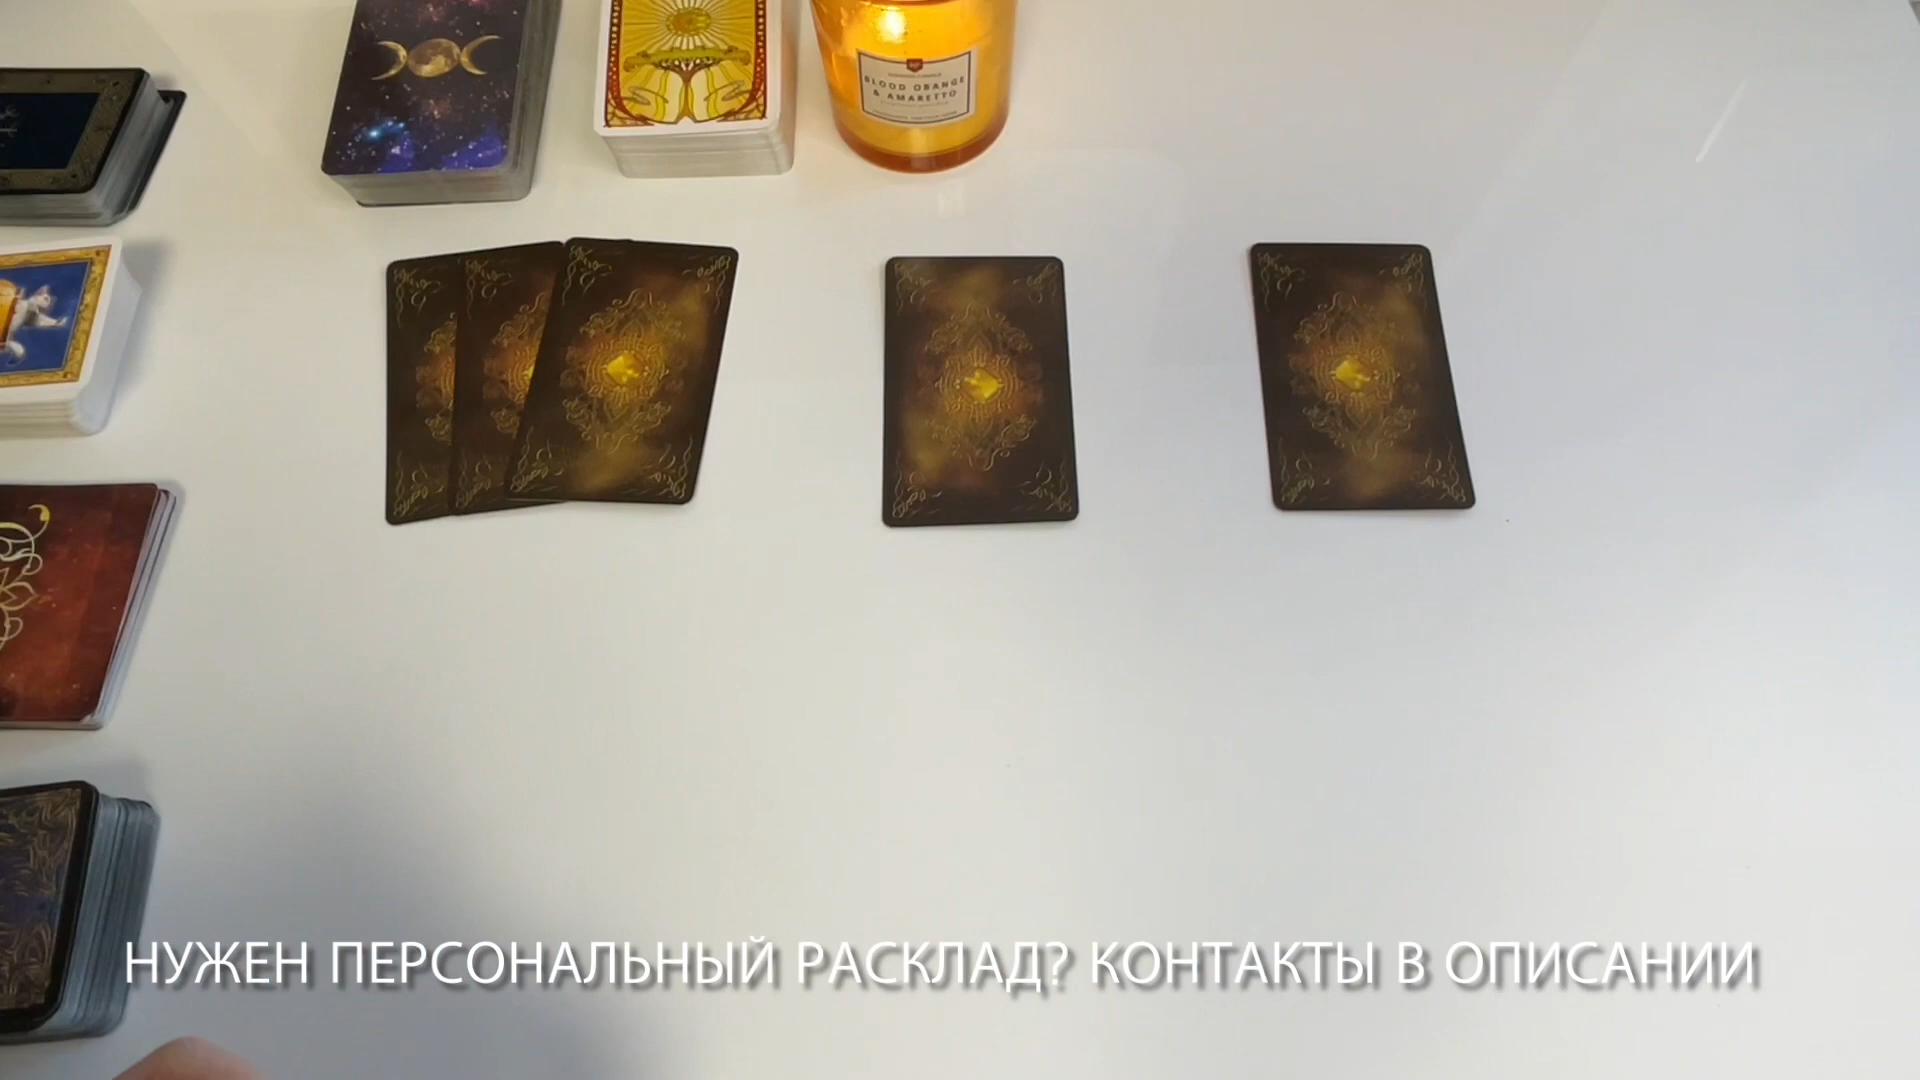 BLOOD ORANGE
& AMARETTO
НУЖЕН ПЕРСОНАЛЬНЫЙ РАСКЛАД? КОНТАКТЫ В ОПИСАНИИ